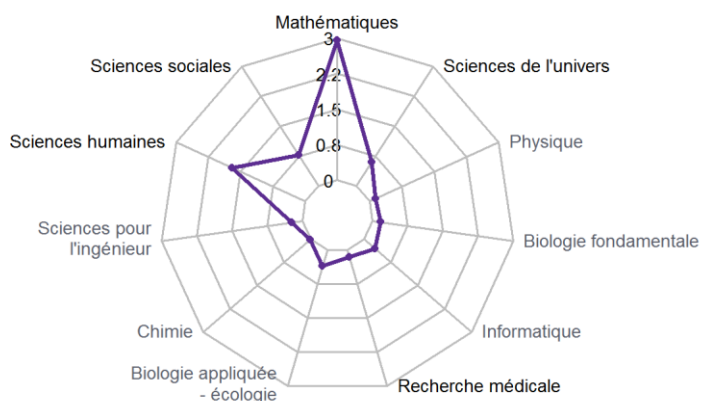 Mathématiques
3
Sciences sociales
Sciences de l'univers
2.2
1.5
Sciences humaines
Physique
0.8
0
Sciences pour
l'ingénieur
Biologie fondamentale
Chimie
Informatique
Biologie appliquée
- écologie
Recherche médicale